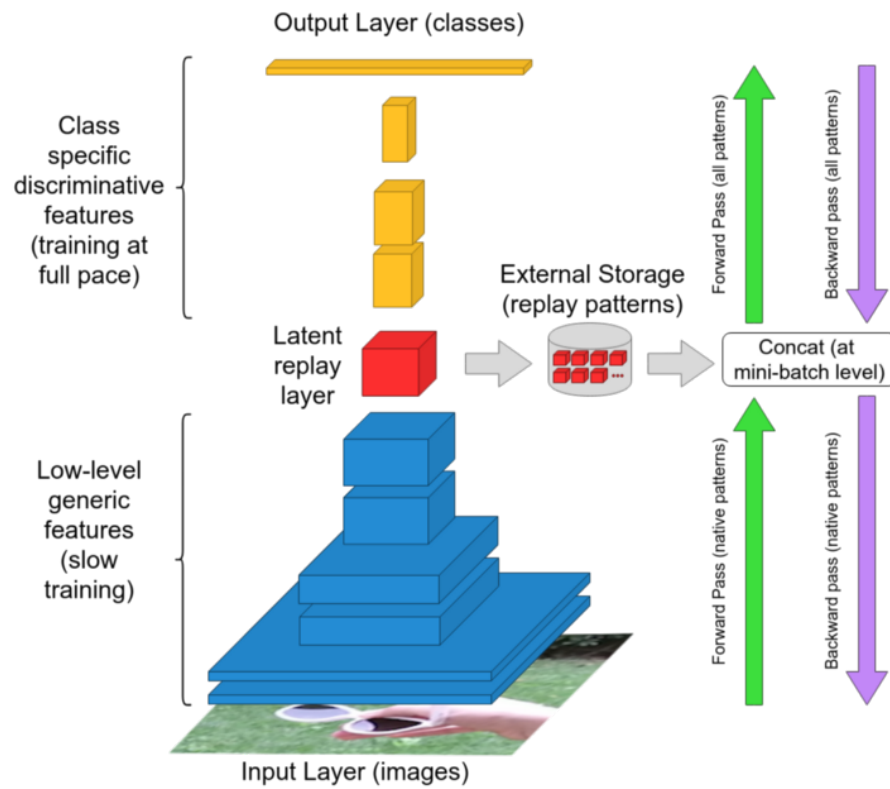 Output Layer (classes)
Class
specific
discriminative
features
(training at
full pace)
External Storage
(replay patterns)
Latent
replay
layer
Concat (at
mini-batch level)
Low-level
generic
features
(slow
training)
Input Layer (images)
Forward Pass (all patterns)
Backward pass (all patterns)
Forward Pass (native patterns)
Backward pass (native patterns)